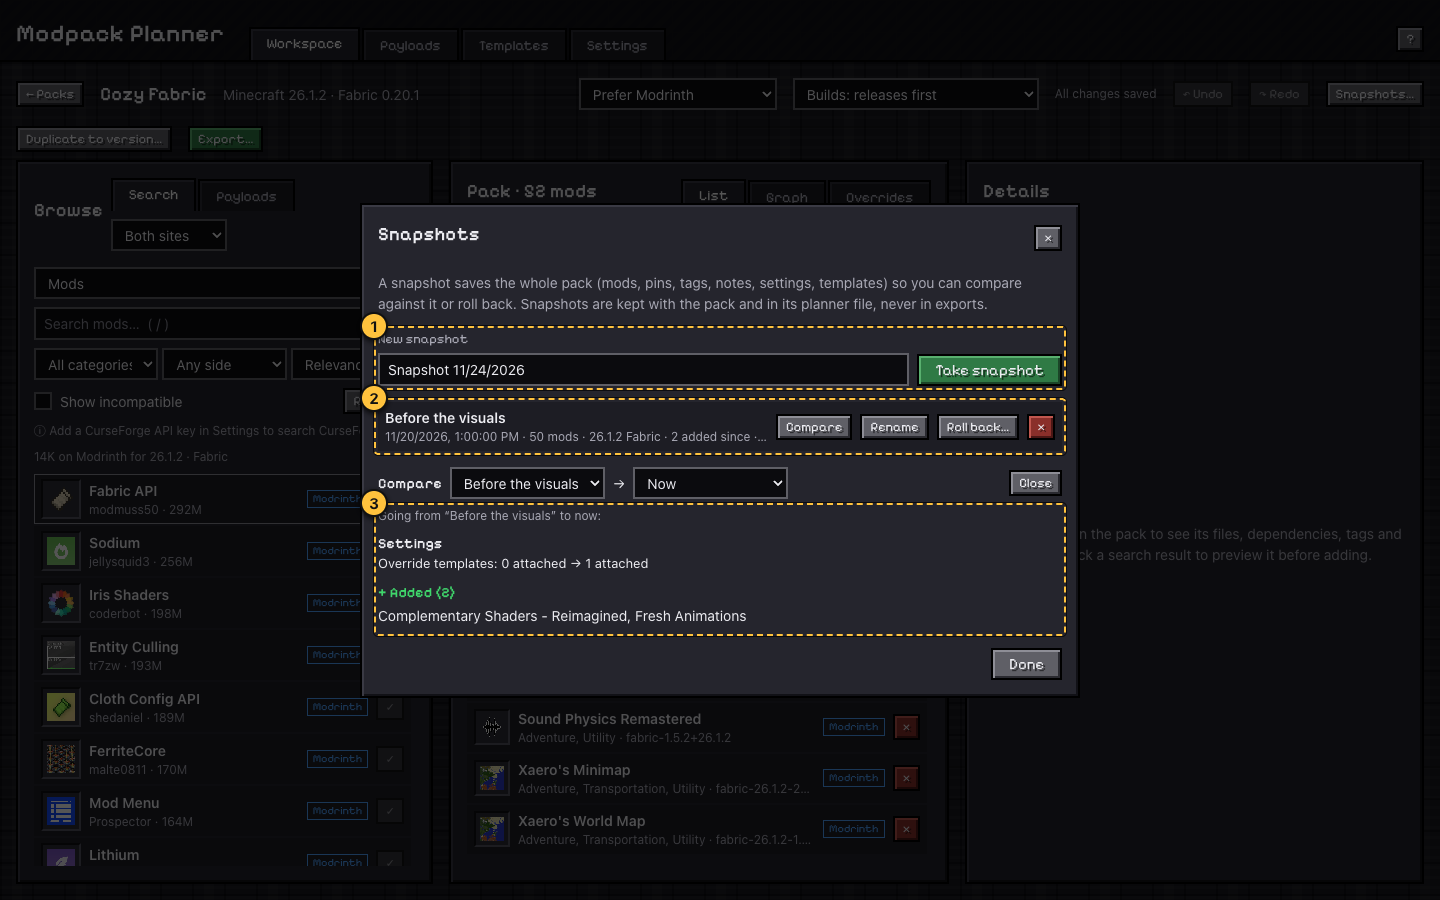 Modpack Planner
Workspace
Payloads
Templates
Settings
?
← Packs
Cozy Fabric
Minecraft 26.1.2 · Fabric 0.20.1
Prefer Modrinth
Builds: releases first
All changes saved
↶ Undo
↷ Redo
Snapshots…
Duplicate to version…
Export…
Browse
Search
Payloads
Both sites
Mods
Search mods… ( / )
All categories
Any side
Relevanc
Show incompatible
R
ⓘ Add a CurseForge API key in Settings to search CurseF
14K on Modrinth for 26.1.2 · Fabric
Fabric API
modmuss50 · 292M
Modrinth
Sodium
jellysquid3 · 256M
Modrinth
Iris Shaders
coderbot · 198M
Modrinth
Entity Culling
tr7zw · 193M
Modrinth
Cloth Config API
shedaniel · 189M
Modrinth
✓
FerriteCore
malte0811 · 170M
Modrinth
✓
Mod Menu
Prospector · 164M
Modrinth
✓
Lithium
Modrinth
✓
Pack · 52 mods
List
Graph
Overrides
Snapshots
×
A snapshot saves the whole pack (mods, pins, tags, notes, settings, templates) so you can compare
against it or roll back. Snapshots are kept with the pack and in its planner file, never in exports.
1
New snapshot
Snapshot 11/24/2026
Take snapshot
2
Before the visuals
11/20/2026, 1:00:00 PM · 50 mods · 26.1.2 Fabric · 2 added since ·…
Compare
Rename
Roll back…
×
Compare
Before the visuals
→
Now
Close
3
Going from “Before the visuals” to now:
Settings
Override templates: 0 attached → 1 attached
+ Added (2)
Complementary Shaders - Reimagined, Fresh Animations
Done
Sound Physics Remastered
Adventure, Utility · fabric-1.5.2+26.1.2
Modrinth
×
Xaero's Minimap
Adventure, Transportation, Utility · fabric-26.1.2-2…
Modrinth
×
Xaero's World Map
Adventure, Transportation, Utility · fabric-26.1.2-1.…
Modrinth
×
Details
n the pack to see its files, dependencies, tags and
ck a search result to preview it before adding.